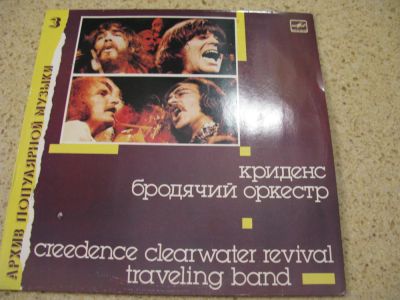 3
АРХИВ ПОПУЛЯРНОЙ МУЗЫКИ
криденс
бродячий оркестр
creedence clearwater revival
traveling band